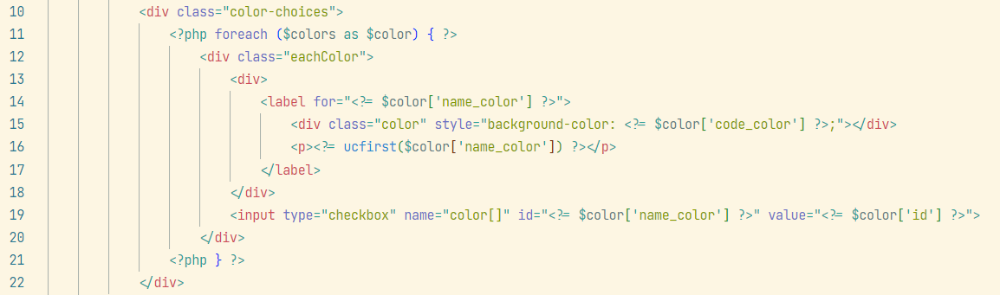 10 <div class="color-choices">
11 <?php foreach ($colors as $color) { ?>
12 <div class="eachColor">
13 <div>
14 <label for="<?= $color['name_color'] ?>">
15 <div class="color" style="background-color: <?= $color['code_color'] ?>;"></div>
16 <p><?= ucfirst($color['name_color']) ?></p>
17 </label>
18 </div>
19 <input type="checkbox" name="color[]" id="<?= $color['name_color'] ?>" value="<?= $color['id'] ?>">
20 </div>
21 <?php } ?>
22 </div>